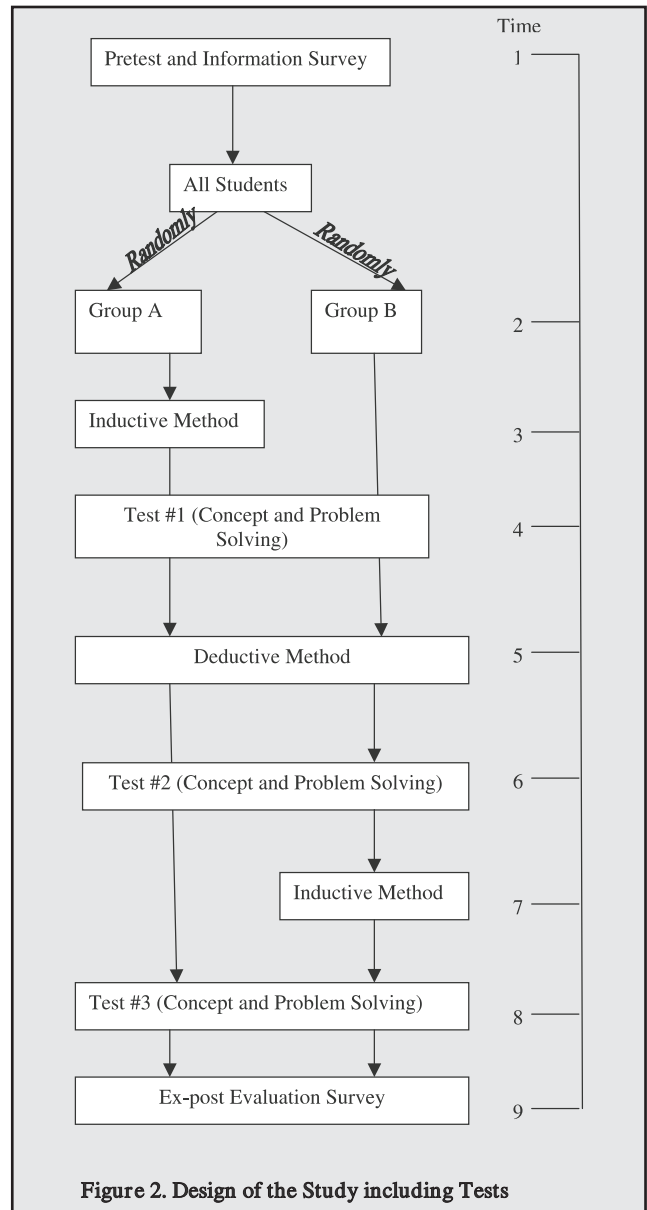 Time
Pretest and Information Survey
1
All Students
Randomly
Randomly
Group A
Group B
2
Inductive Method
3
Test #1 (Concept and Problem
Solving)
4
Deductive Method
5
Test #2 (Concept and Problem Solving)
6
Inductive Method
7
Test #3 (Concept and Problem Solving)
8
Ex-post Evaluation Survey
9
Figure 2. Design of the Study including Tests